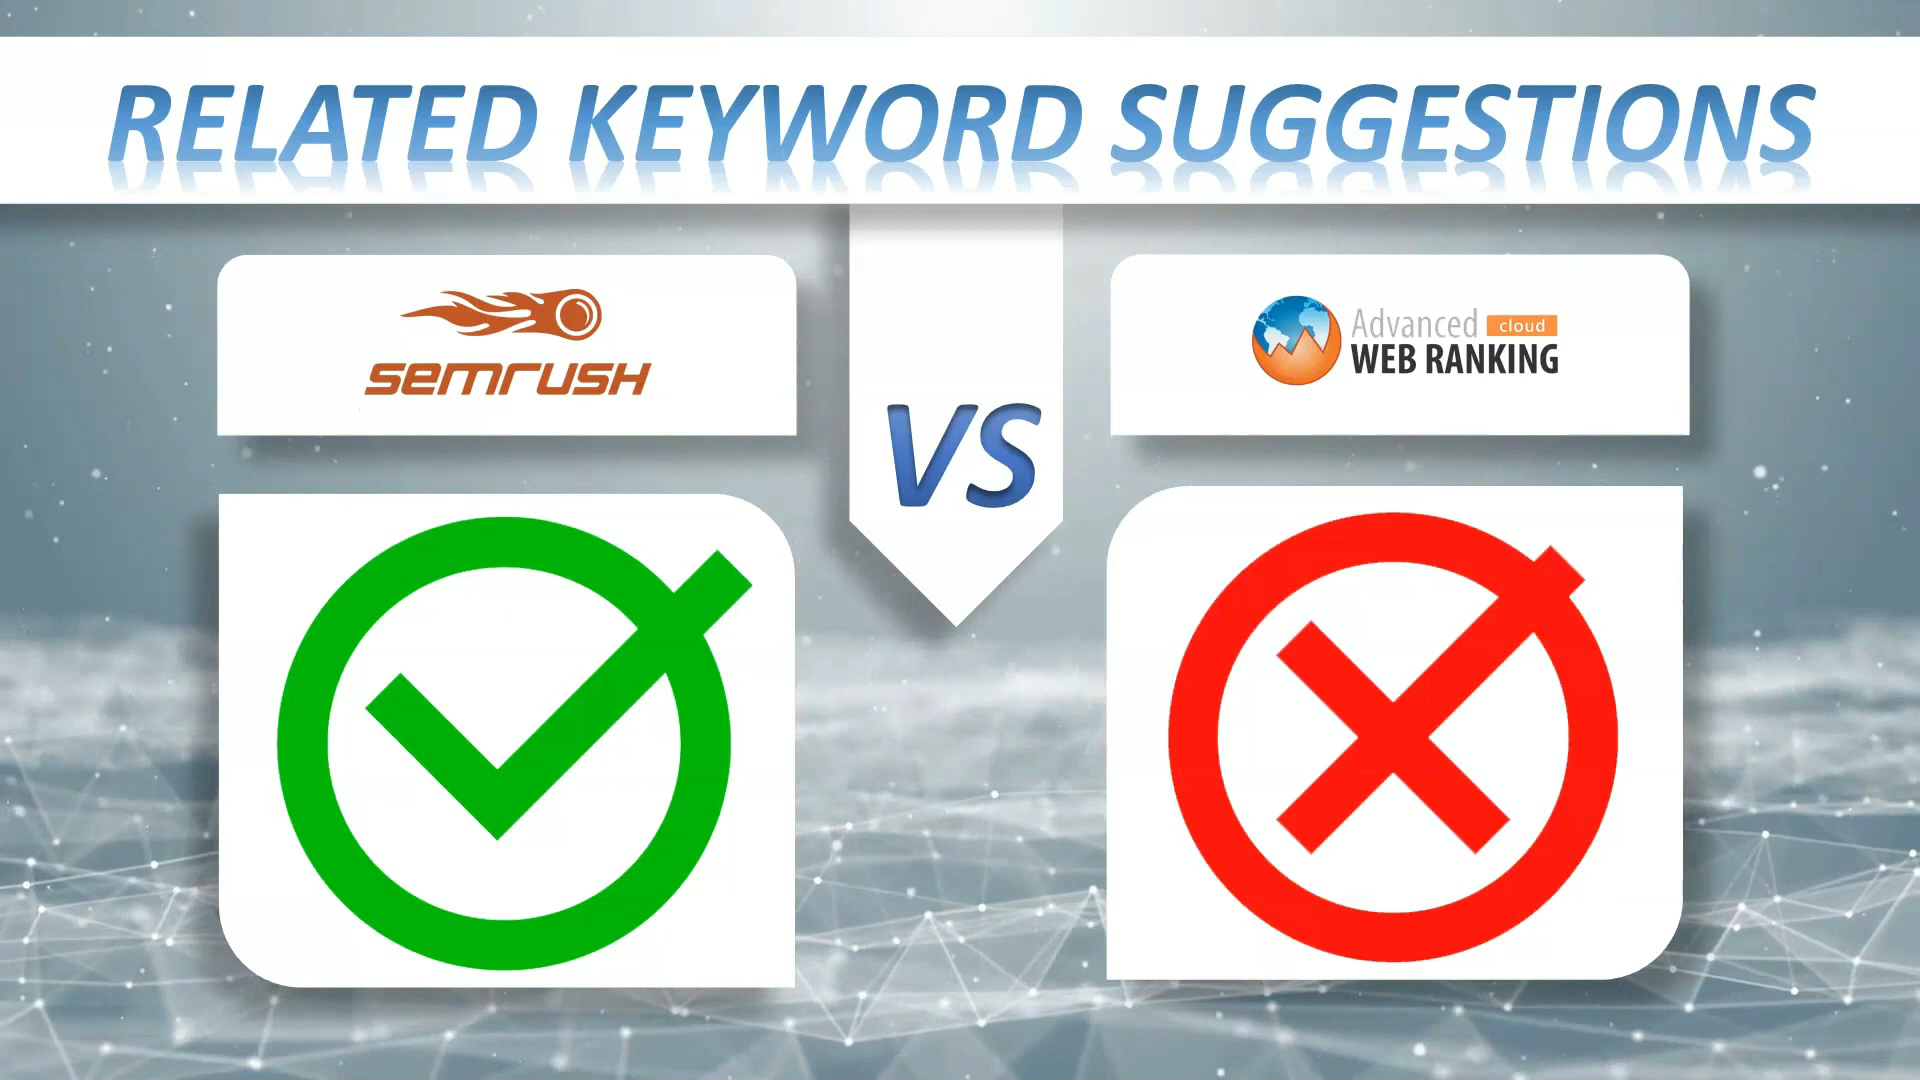 RELATED KEYWORD SUGGESTIONS
semrush
VS
Advanced cloud
WEB RANKING